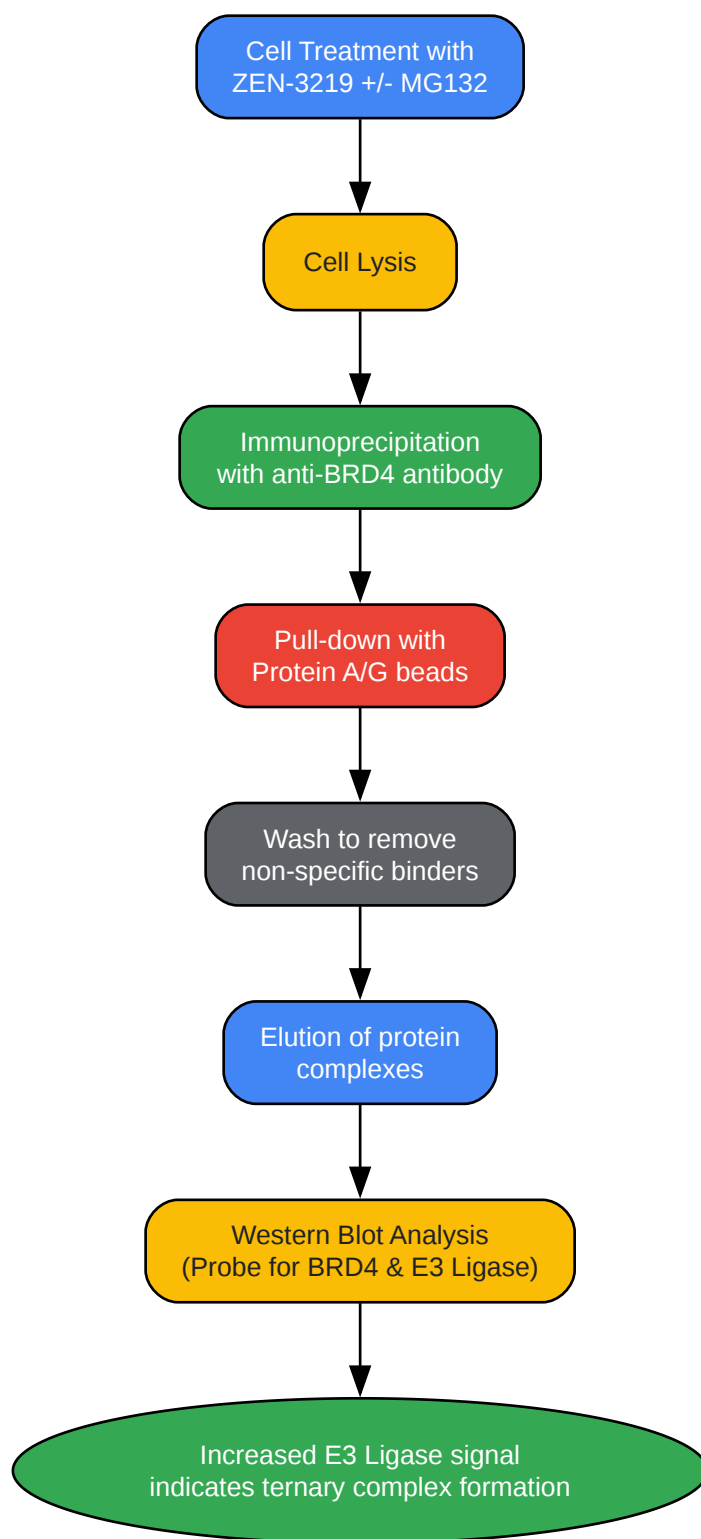 Cell Treatment with
ZEN-3219 +/- MG132
Cell Lysis
Immunoprecipitation
with anti-BRD4 antibody
Pull-down with
Protein A/G beads
Wash to remove
non-specific binders
Elution of protein
complexes
Western Blot Analysis
(Probe for BRD4 & E3 Ligase)
Increased E3 Ligase signal
indicates ternary complex formation